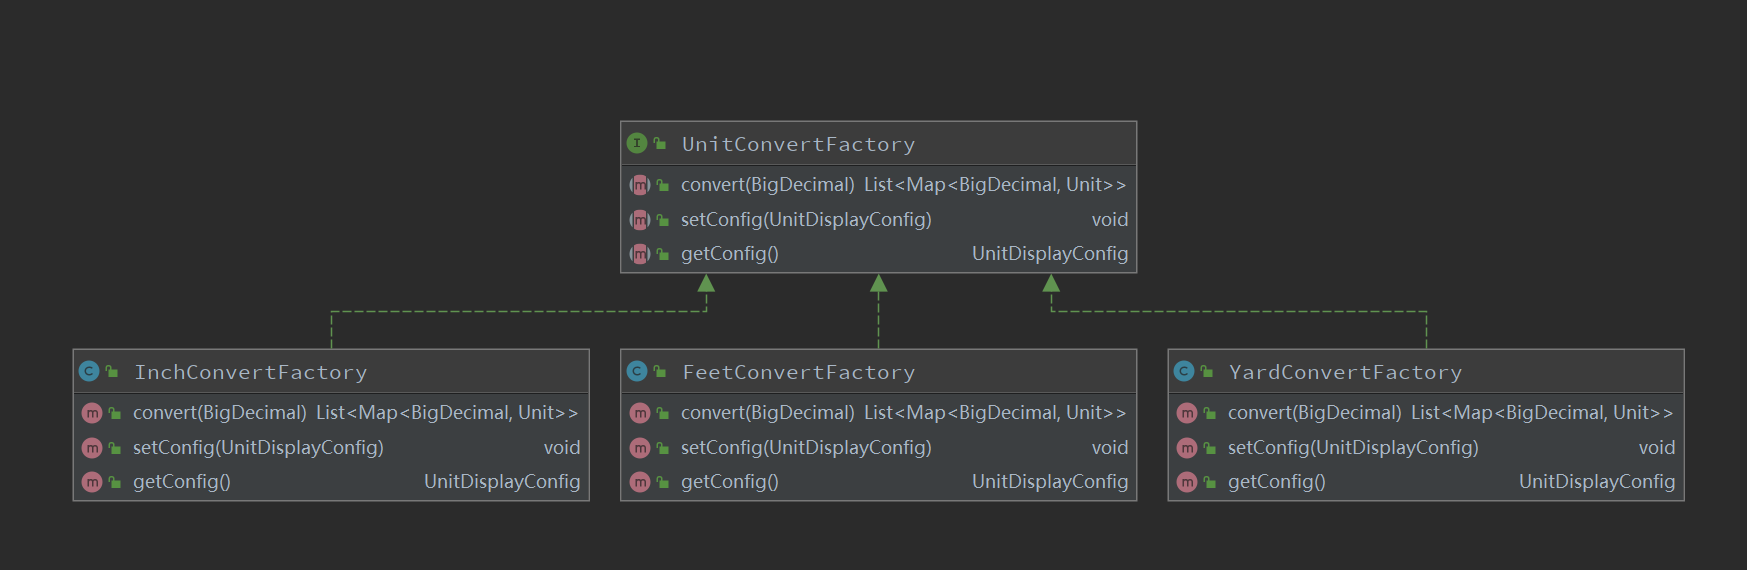 I UnitConvertFactory
m convert(BigDecimal) List<Map<BigDecimal, Unit>>
m setConfig(UnitDisplayConfig) void
m getConfig() UnitDisplayConfig
C InchConvertFactory
m convert(BigDecimal) List<Map<BigDecimal, Unit>>
m setConfig(UnitDisplayConfig) void
m getConfig() UnitDisplayConfig
C FeetConvertFactory
m convert(BigDecimal) List<Map<BigDecimal, Unit>>
m setConfig(UnitDisplayConfig) void
m getConfig() UnitDisplayConfig
C YardConvertFactory
m convert(BigDecimal) List<Map<BigDecimal, Unit>>
m setConfig(UnitDisplayConfig) void
m getConfig() UnitDisplayConfig